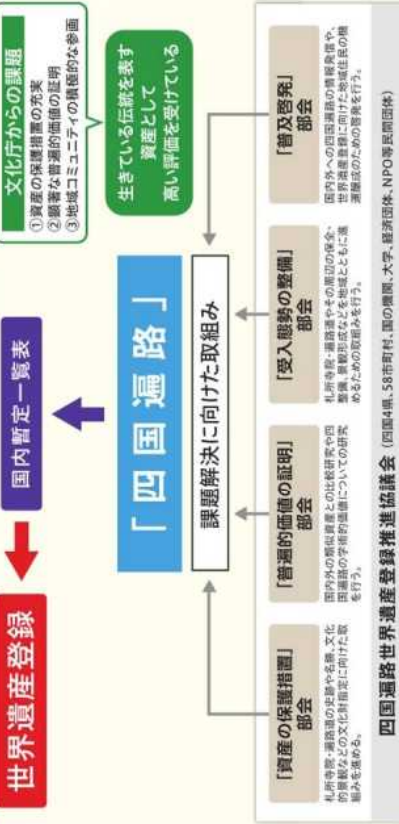 世界遺産登録
国内暫定一覧表
文化庁からの課題
①資産の保護措置の充実
②顕著な普遍的価値の証明
③地域コミュニティの積極的な参画
「四国遍路」
生きている伝統を表す
資産として
高い評価を受けている
課題解決に向けた取組み
「資産の保護措置」
部会
札所寺院・遍路道の史跡や名勝、文化
的景観などの文化財指定に向けた取
組みを進める。
「普遍的価値の証明」
部会
国内外の類似資産との比較研究や四
国遍路の学術的価値についての研究
を行う。
「受入態勢の整備」
部会
札所寺院・遍路道やその周辺の保全・
整備、景観形成などを地域とともに進
めるための取組みを行う。
「普及啓発」
部会
国内外への四国遍路の情報発信や、
世界遺産登録に向けた地域住民の機
運醸成のための啓発を行う。
四国遍路世界遺産登録推進協議会 (四国4県、58市町村、国の機関、大学、経済団体、NPO等民間団体)